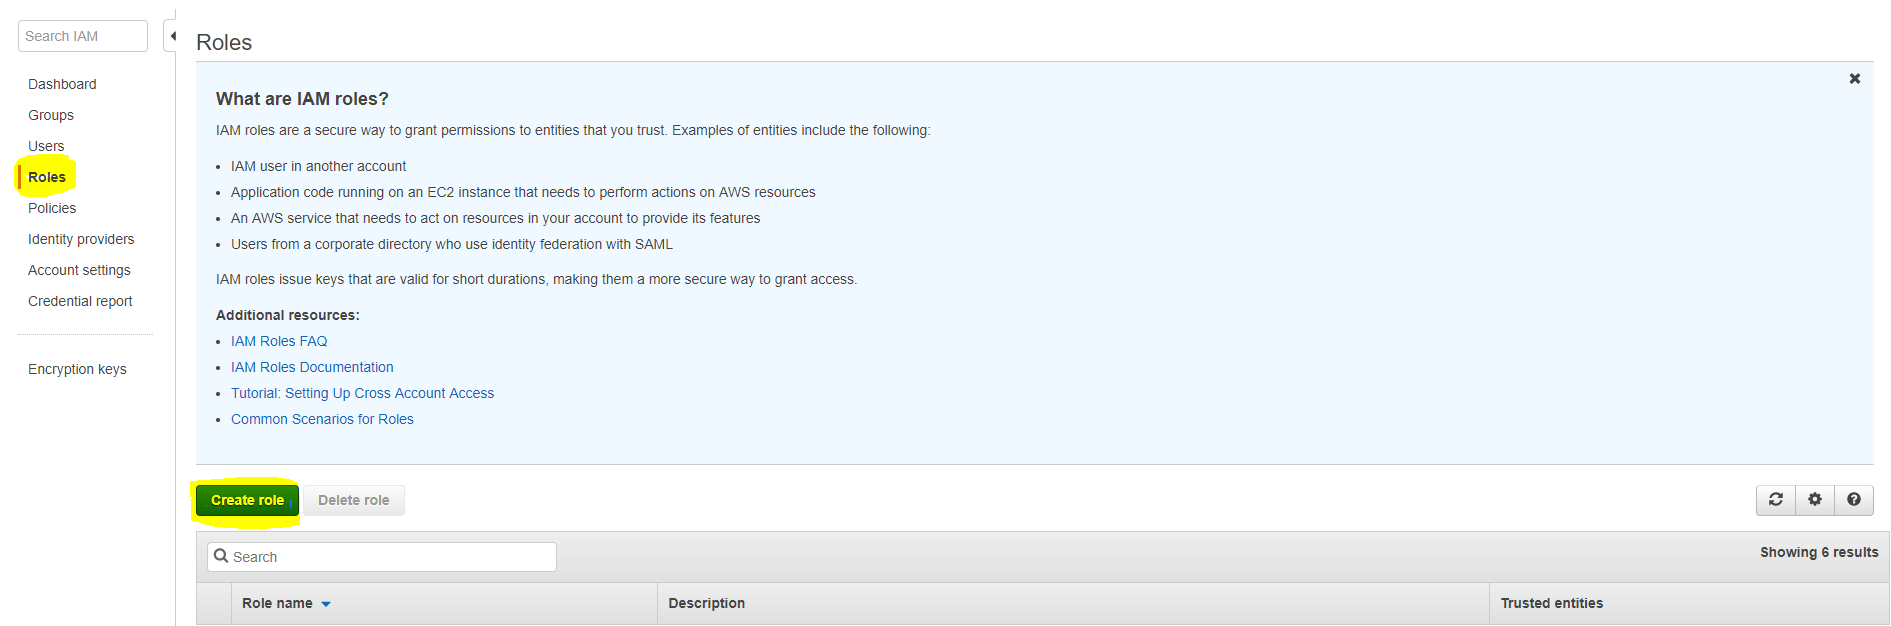 Search IAM
Dashboard
Groups
Users
Roles
Policies
Identity providers
Account settings
Credential report
Encryption keys
Roles
What are IAM roles?
IAM roles are a secure way to grant permissions to entities that you trust. Examples of entities include the following:
IAM user in another account
Application code running on an EC2 instance that needs to perform actions on AWS resources
An AWS service that needs to act on resources in your account to provide its features
Users from a corporate directory who use identity federation with SAML
IAM roles issue keys that are valid for short durations, making them a more secure way to grant access.
Additional resources:
IAM Roles FAQ
IAM Roles Documentation
Tutorial: Setting Up Cross Account Access
Common Scenarios for Roles
Create role Delete role
Search
Showing 6 results
Role name Description Trusted entities